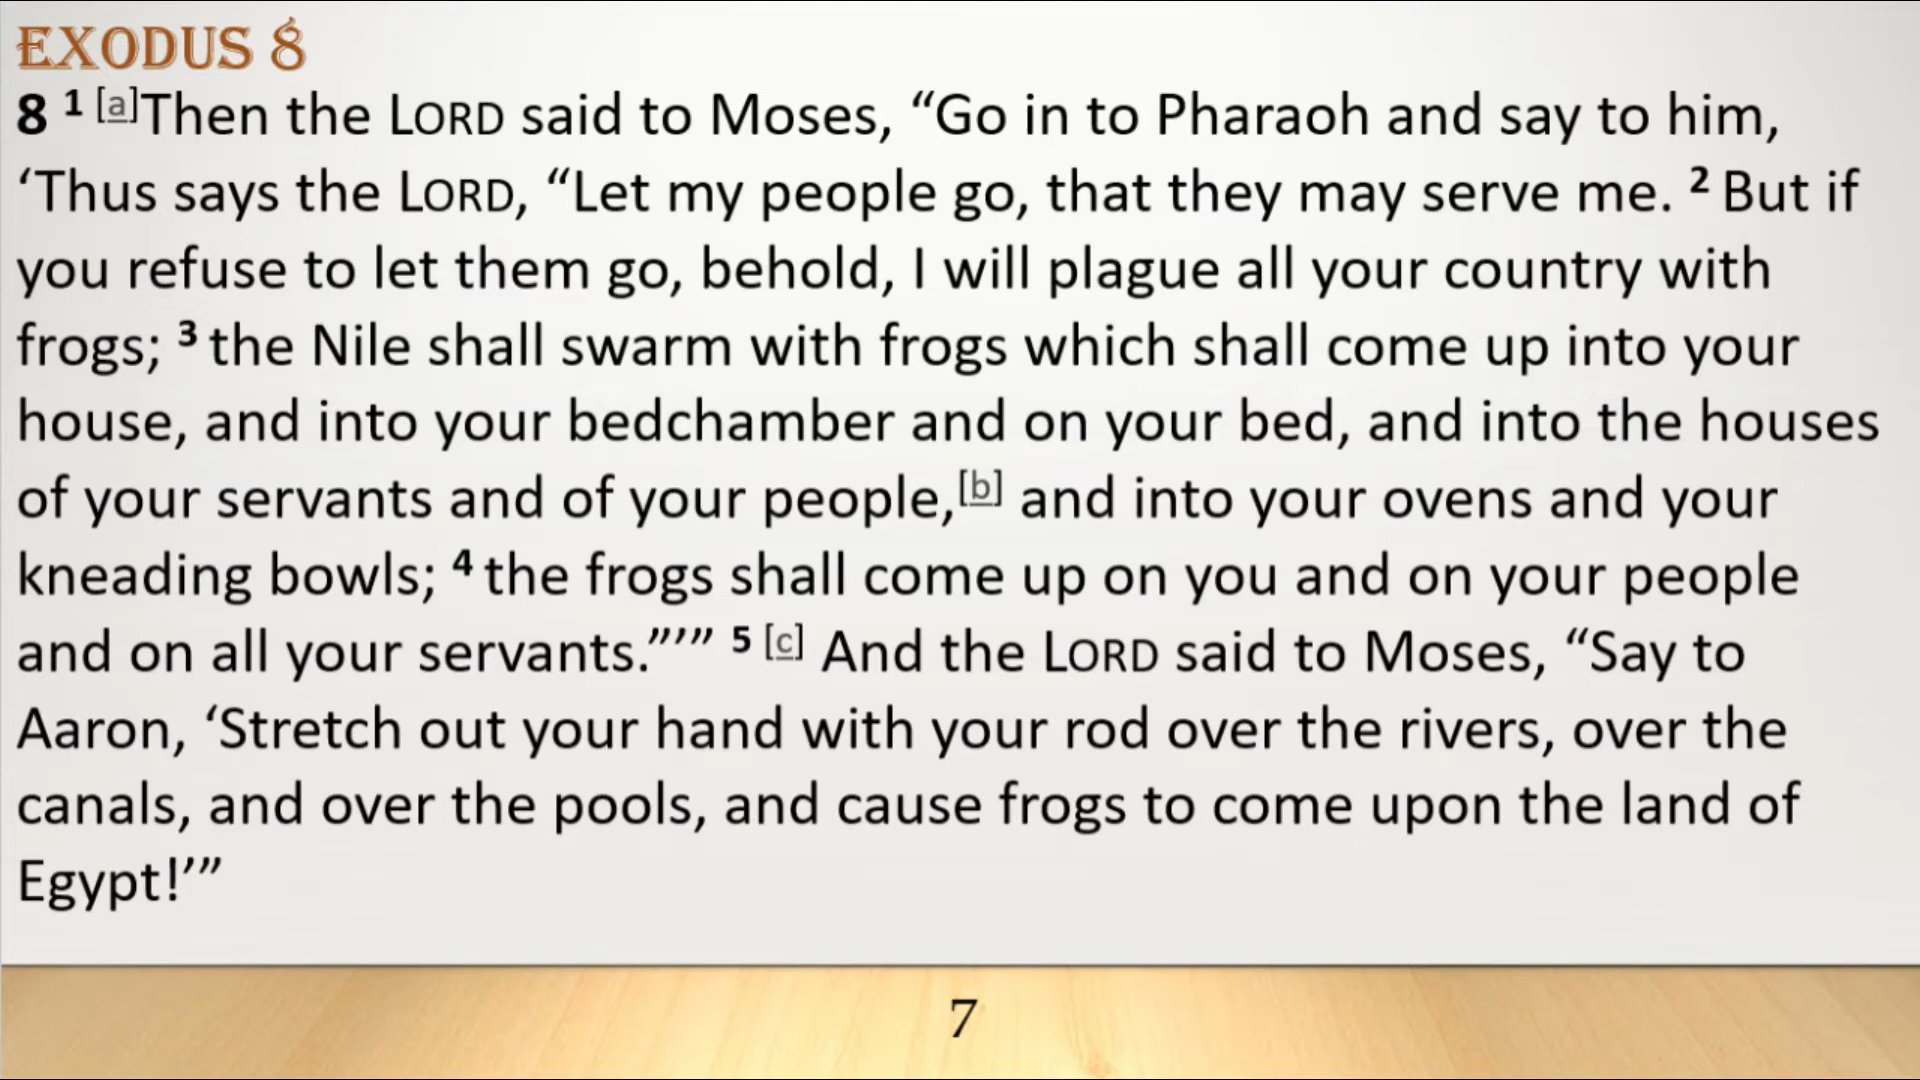 EXODUS 8
8 1 [a]Then the LORD said to Moses, “Go in to Pharaoh and say to him,
‘Thus says the LORD, “Let my people go, that they may serve me. 2 But if
you refuse to let them go, behold, I will plague all your country with
frogs; 3 the Nile shall swarm with frogs which shall come up into your
house, and into your bedchamber and on your bed, and into the houses
of your servants and of your people,[b] and into your ovens and your
kneading bowls; 4 the frogs shall come up on you and on your people
and on all your servants.”’” 5 [c] And the LORD said to Moses, “Say to
Aaron, ‘Stretch out your hand with your rod over the rivers, over the
canals, and over the pools, and cause frogs to come upon the land of
Egypt!’”
7